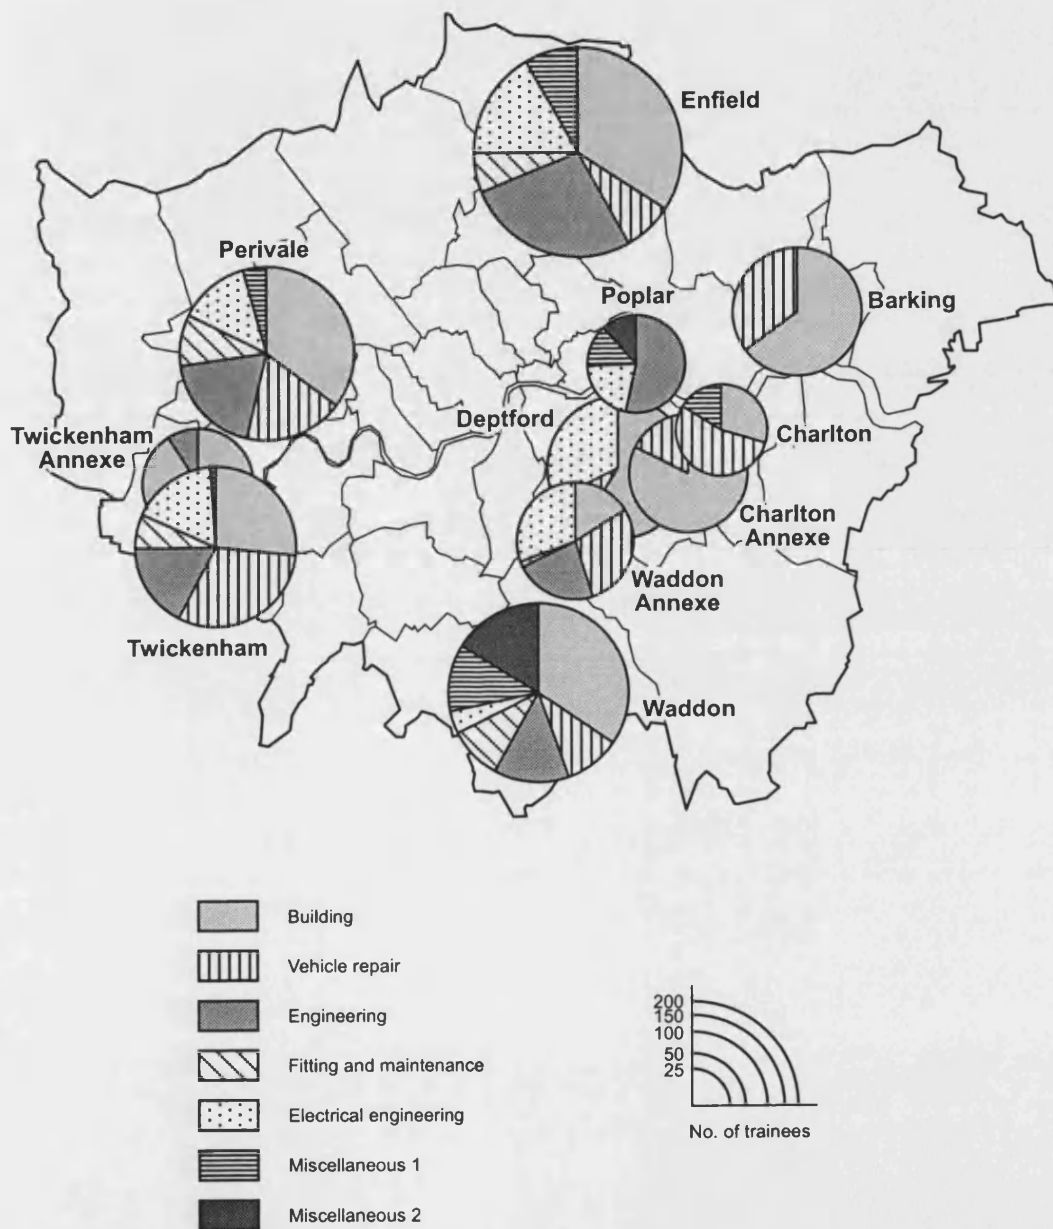 Enfield
Perivale
Poplar
Barking
Twickenham
Annexe
Deptford
Charlton
Charlton
Annexe
Waddon
Annexe
Twickenham
Waddon
Building
Vehicle repair
Engineering
Fitting and maintenance
Electrical engineering
Miscellaneous 1
Miscellaneous 2
200
150
100
50
25
No. of trainees